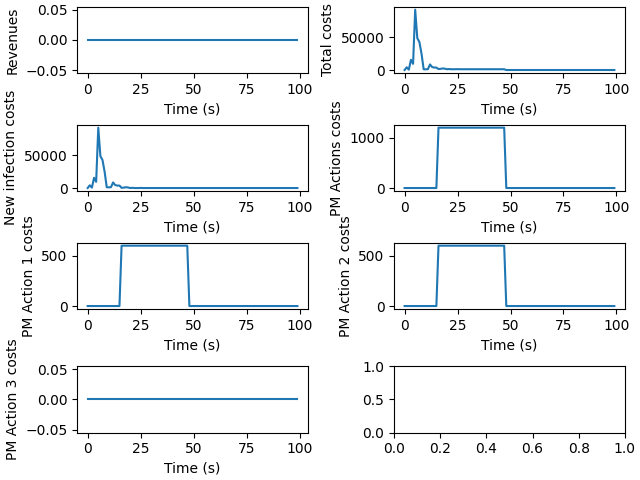 Revenues
0.05
0.00
−0.05
0 25 50 75 100
Time (s)
Total costs
50000
0
0 25 50 75 100
Time (s)
New infection costs
50000
0
0 25 50 75 100
Time (s)
PM Actions costs
1000
0
0 25 50 75 100
Time (s)
PM Action 1 costs
500
0
0 25 50 75 100
Time (s)
PM Action 2 costs
500
0
0 25 50 75 100
Time (s)
PM Action 3 costs
0.05
0.00
−0.05
0 25 50 75 100
Time (s)
1.0
0.5
0.0
0.0 0.2 0.4 0.6 0.8 1.0